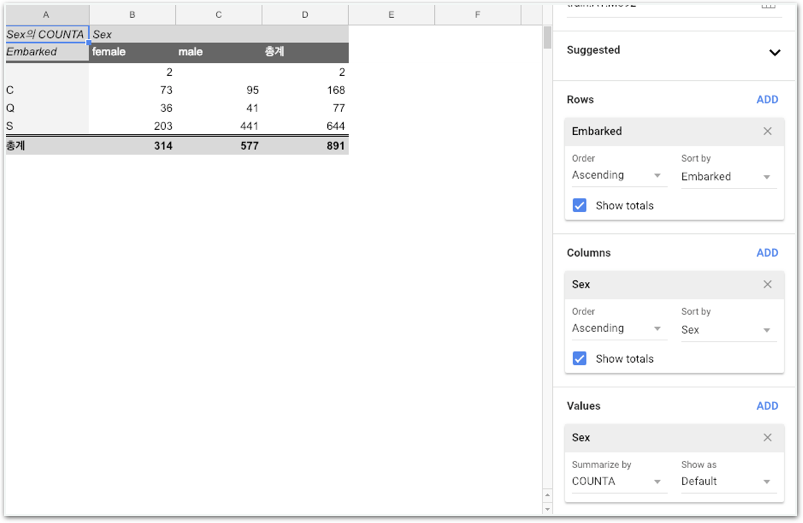 A B C D E F
Sex의 COUNTA Sex
Embarked female male 총계
2 2
C 73 95 168
Q 36 41 77
S 203 441 644
총계 314 577 891
Suggested
Rows ADD
Embarked
Order Sort by
Ascending Embarked
Show totals
Columns ADD
Sex
Order Sort by
Ascending Sex
Show totals
Values ADD
Sex
Summarize by Show as
COUNTA Default